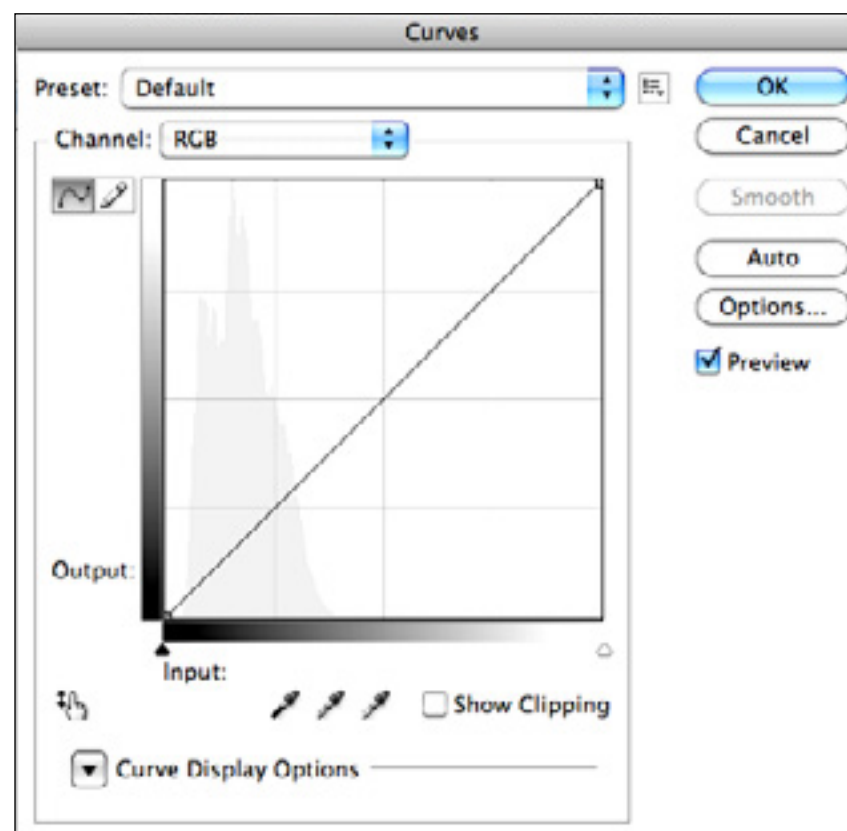 Curves
Preset: Default
OK
Channel: RGB
Cancel
Smooth
Auto
Options...
Preview
Output:
Input:
Show Clipping
Curve Display Options